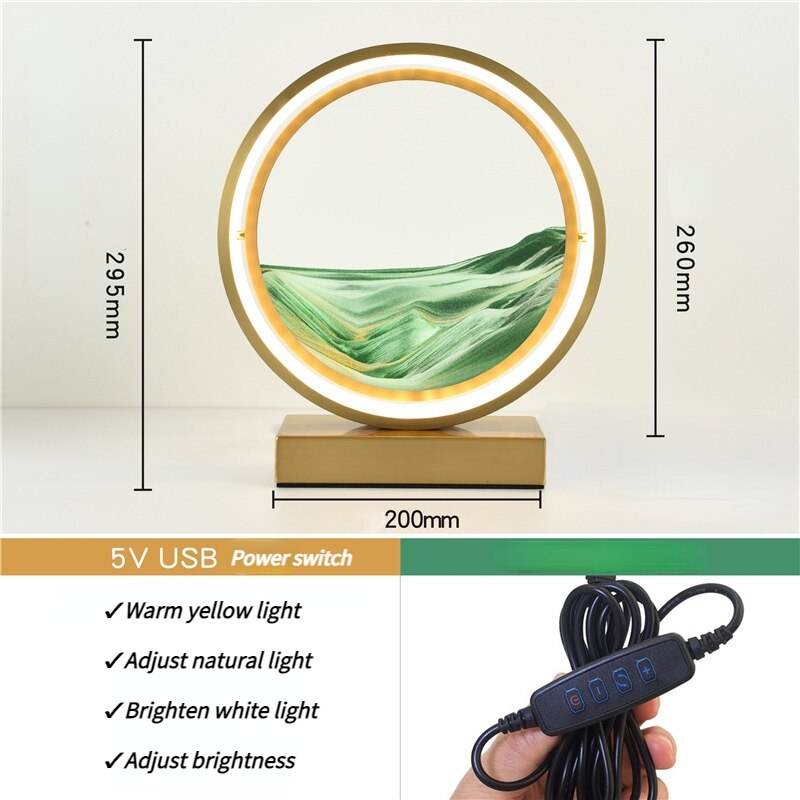 295mm
260mm
200mm
5V USB Power switch
✓Warm yellow light
✓Adjust natural light
✓Brighten white light
✓Adjust brightness